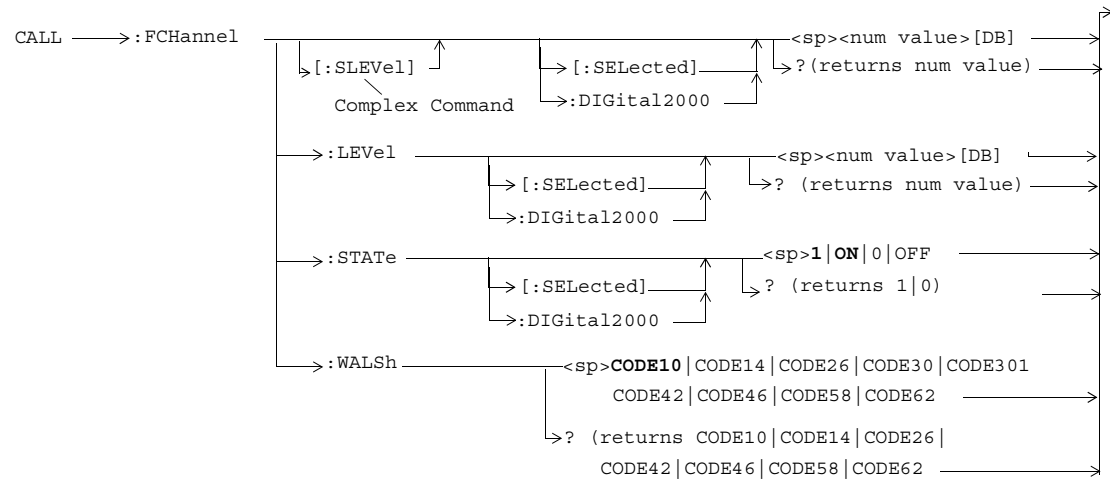 CALL :FCHannel <sp><num value>[DB]
[:SLEVel] [:SELected] ?(returns num value)
Complex Command :DIGital2000
:LEVel <sp><num value>[DB]
[:SELected] ? (returns num value)
:DIGital2000
:STATe <sp>1|ON|0|OFF
[:SELected] ? (returns 1|0)
:DIGital2000
:WALSh <sp>CODE10|CODE14|CODE26|CODE30|CODE301
CODE42|CODE46|CODE58|CODE62
? (returns CODE10|CODE14|CODE26|
CODE42|CODE46|CODE58|CODE62